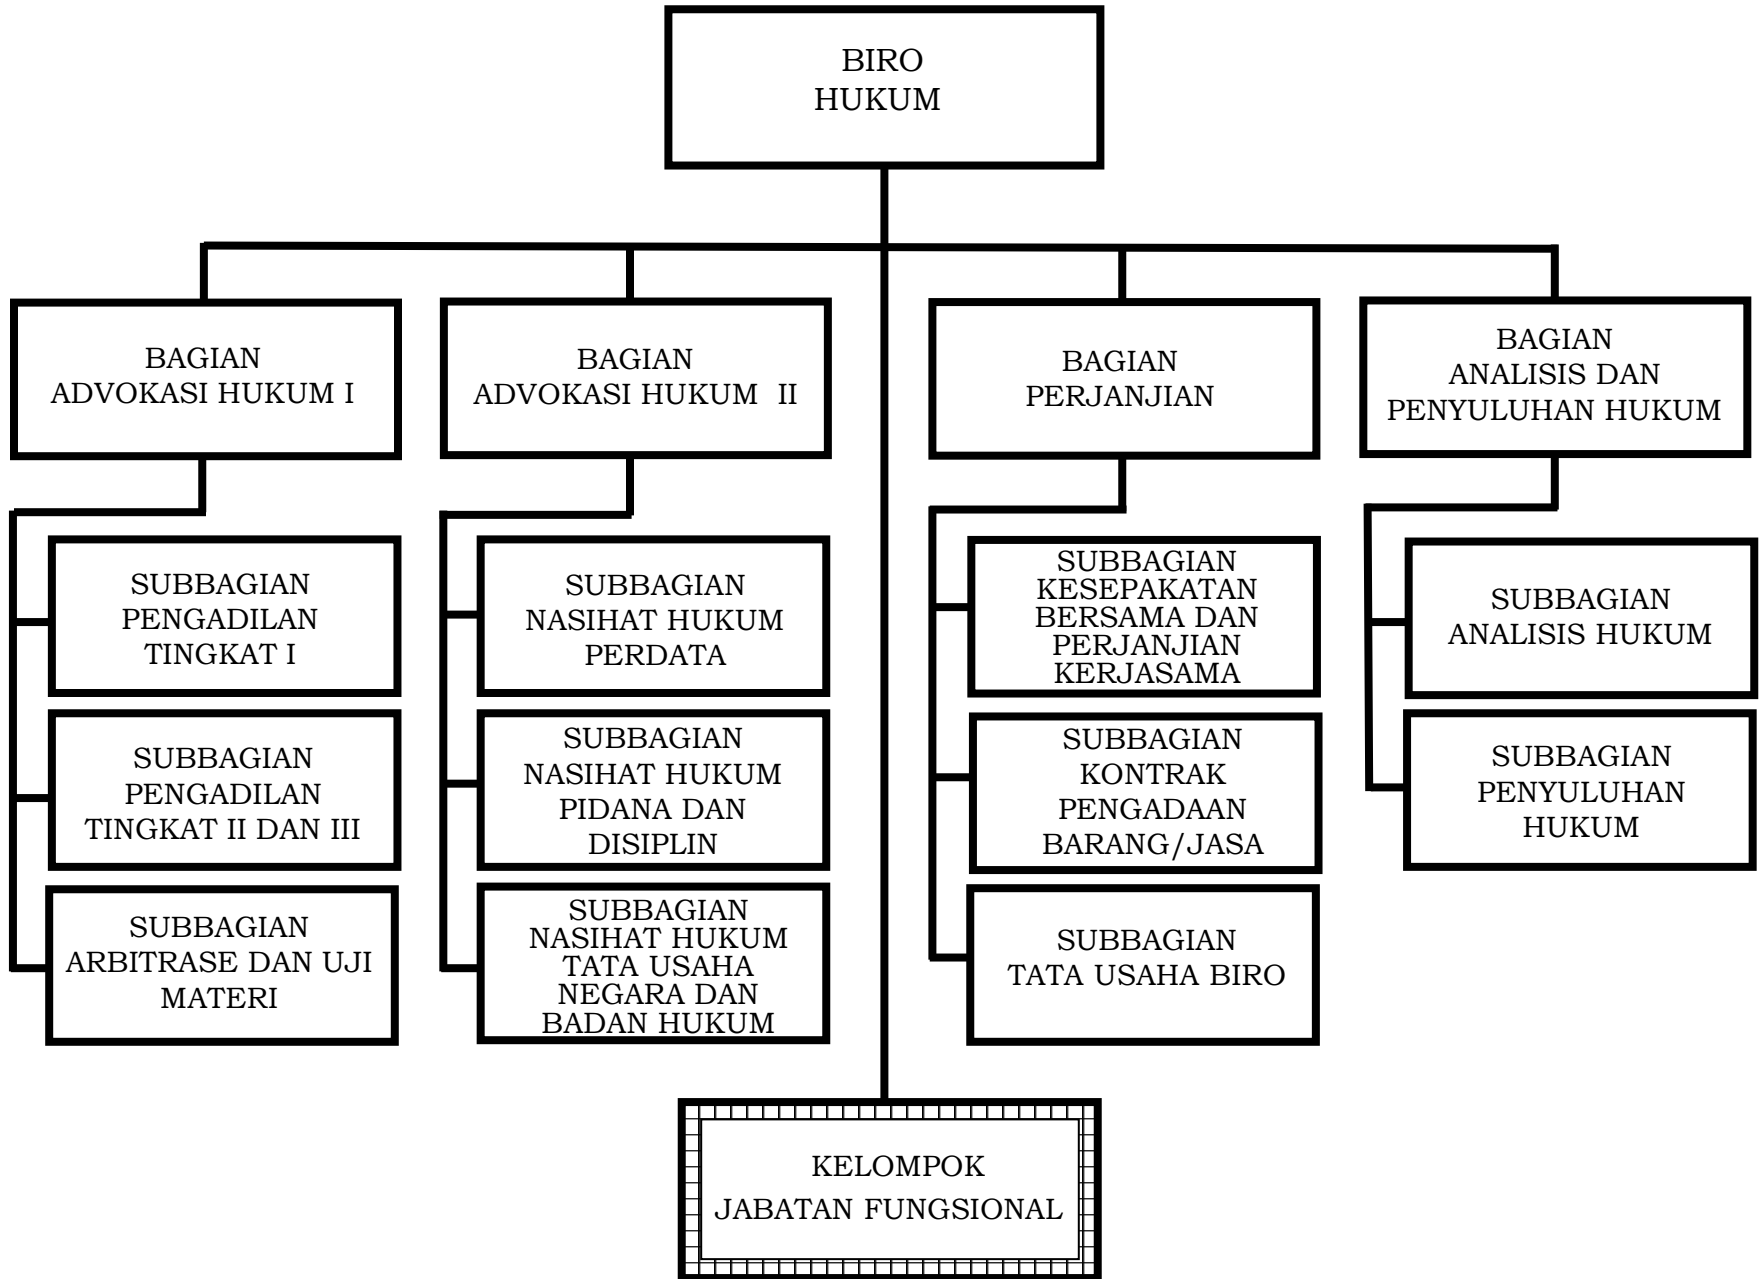 BIRO
HUKUM
BAGIAN
ADVOKASI HUKUM I
BAGIAN
ADVOKASI HUKUM  II
BAGIAN
PERJANJIAN
BAGIAN
ANALISIS DAN
PENYULUHAN HUKUM
SUBBAGIAN
PENGADILAN
TINGKAT I
SUBBAGIAN
PENGADILAN
TINGKAT II DAN III
SUBBAGIAN
ARBITRASE DAN UJI
MATERI
SUBBAGIAN
NASIHAT HUKUM
PERDATA
SUBBAGIAN
NASIHAT HUKUM
PIDANA DAN
DISIPLIN
SUBBAGIAN
NASIHAT HUKUM
TATA USAHA
NEGARA DAN
BADAN HUKUM
SUBBAGIAN
KESEPAKATAN
BERSAMA DAN
PERJANJIAN
KERJASAMA
SUBBAGIAN
KONTRAK
PENGADAAN
BARANG/JASA
SUBBAGIAN
TATA USAHA BIRO
SUBBAGIAN
ANALISIS HUKUM
SUBBAGIAN
PENYULUHAN
HUKUM
KELOMPOK
JABATAN FUNGSIONAL